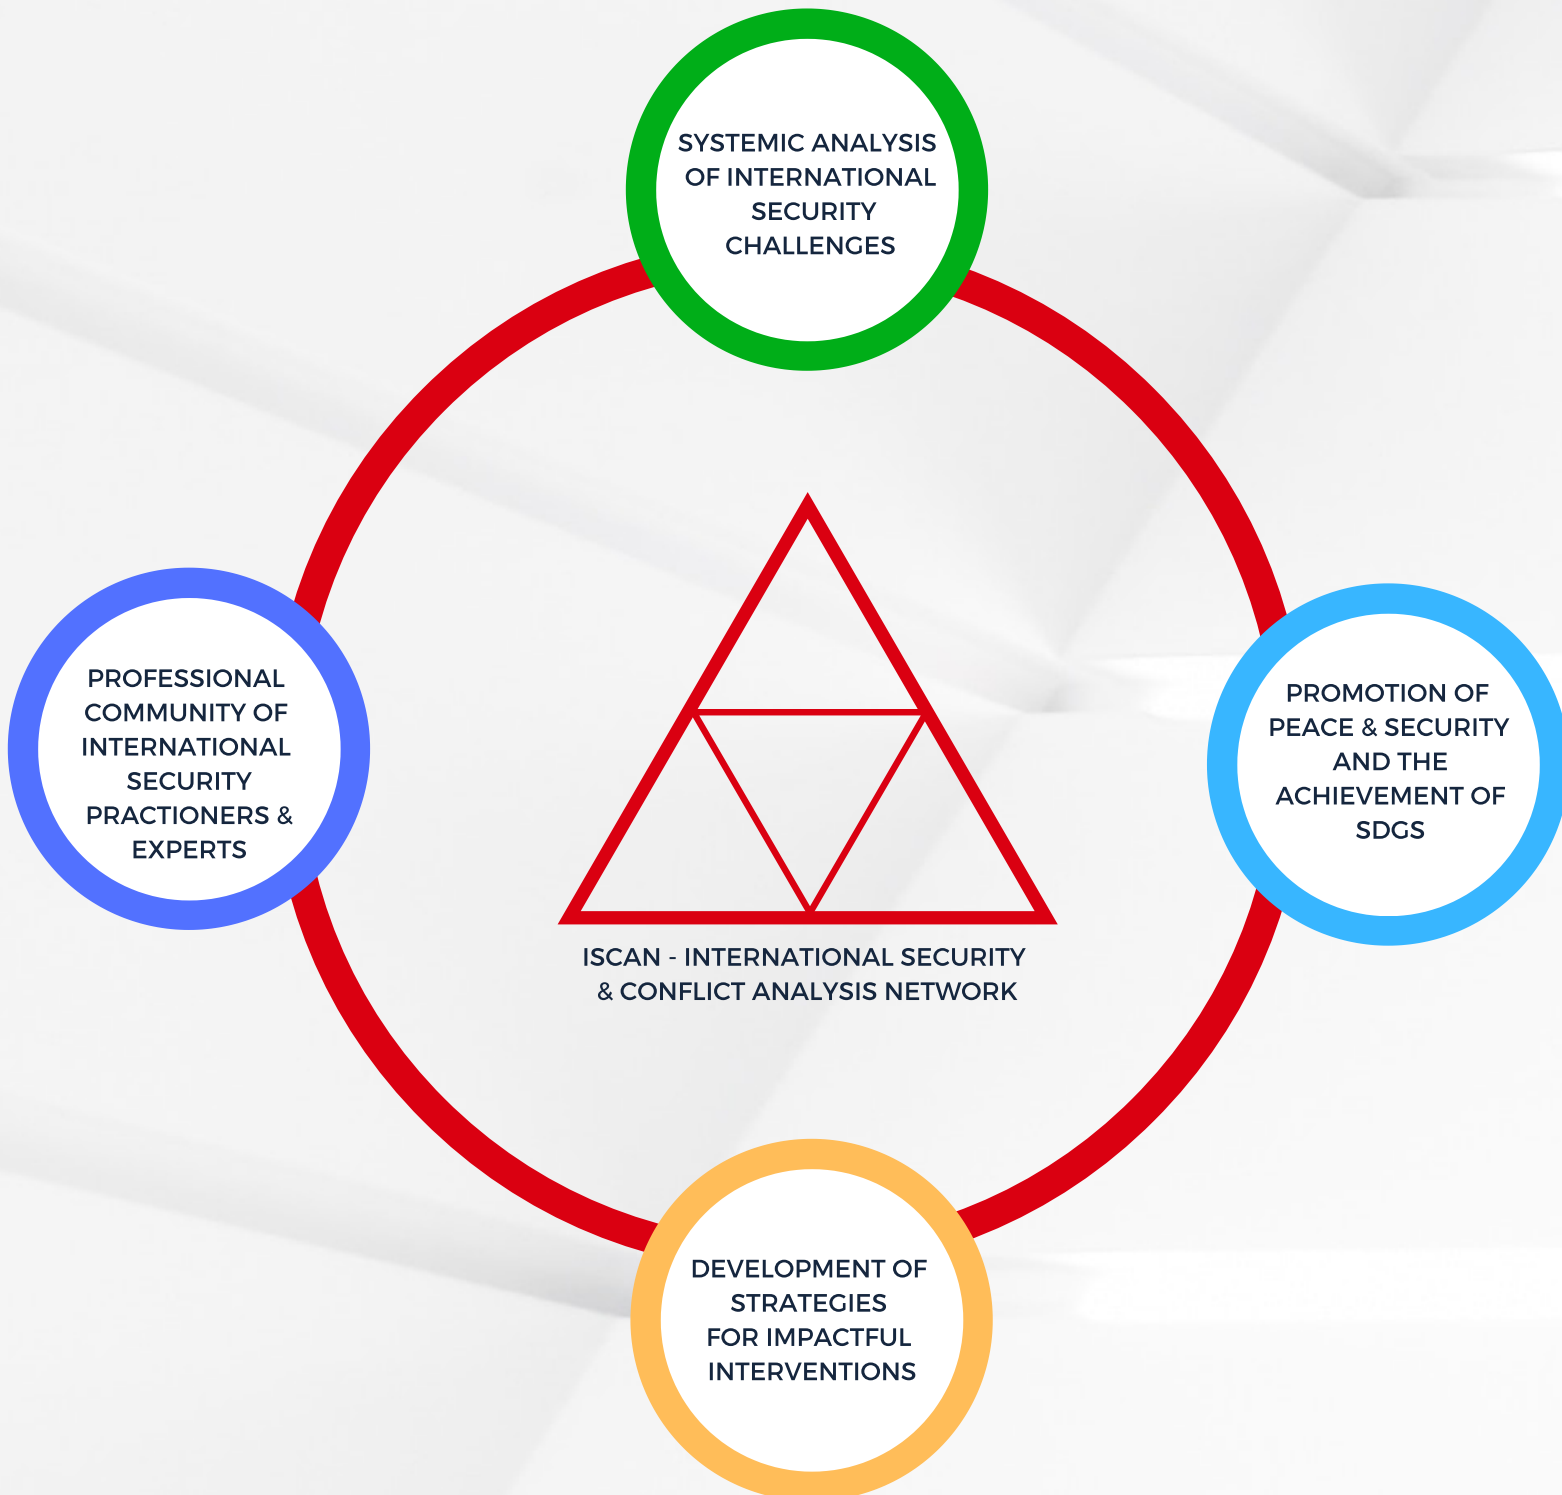 SYSTEMIC ANALYSIS
OF INTERNATIONAL
SECURITY
CHALLENGES
PROFESSIONAL
COMMUNITY OF
INTERNATIONAL
SECURITY
PRACTIONERS &
EXPERTS
PROMOTION OF
PEACE & SECURITY
AND THE
ACHIEVEMENT OF
SDGS
ISCAN - INTERNATIONAL SECURITY
& CONFLICT ANALYSIS NETWORK
DEVELOPMENT OF
STRATEGIES
FOR IMPACTFUL
INTERVENTIONS